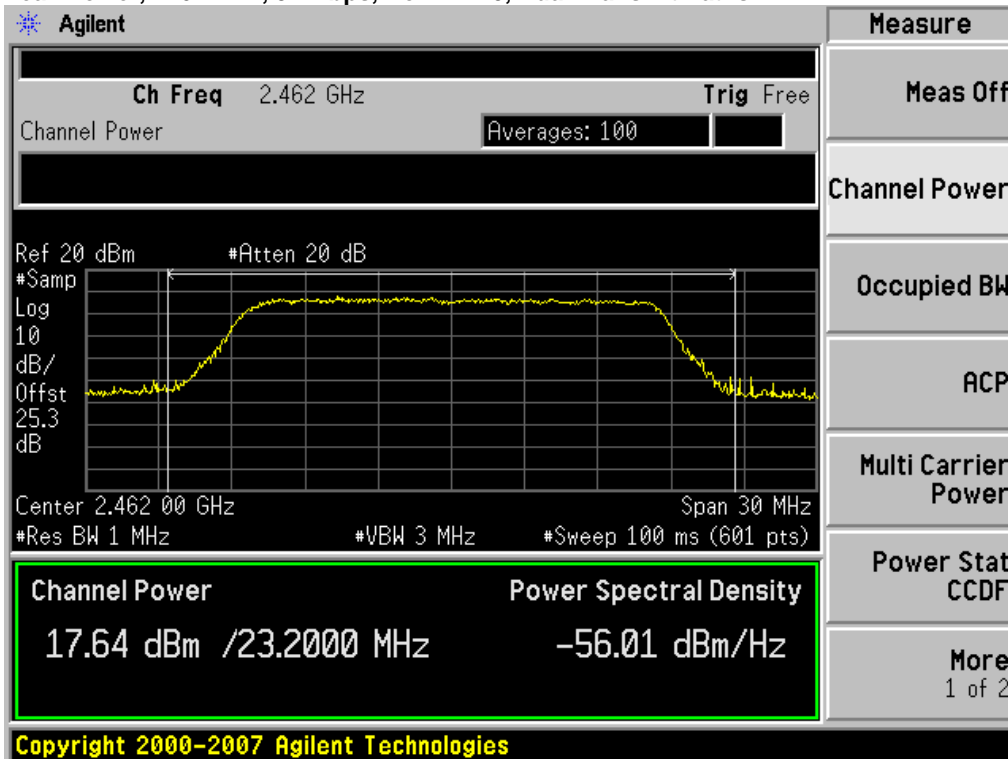 Agilent
Measure
Ch Freq 2.462 GHz Trig Free
Channel Power Averages: 100
Ref 20 dBm #Atten 20 dB
#Samp
Log
10
dB/
Offst
25.3
dB
Center 2.462 00 GHz Span 30 MHz
#Res BW 1 MHz #VBW 3 MHz #Sweep 100 ms (601 pts)
Channel Power Power Spectral Density
17.64 dBm /23.2000 MHz -56.01 dBm/Hz
Meas Off
Channel Power
Occupied BW
ACP
Multi Carrier
Power
Power Stat
CCDF
More
1 of 2
Copyright 2000-2007 Agilent Technologies